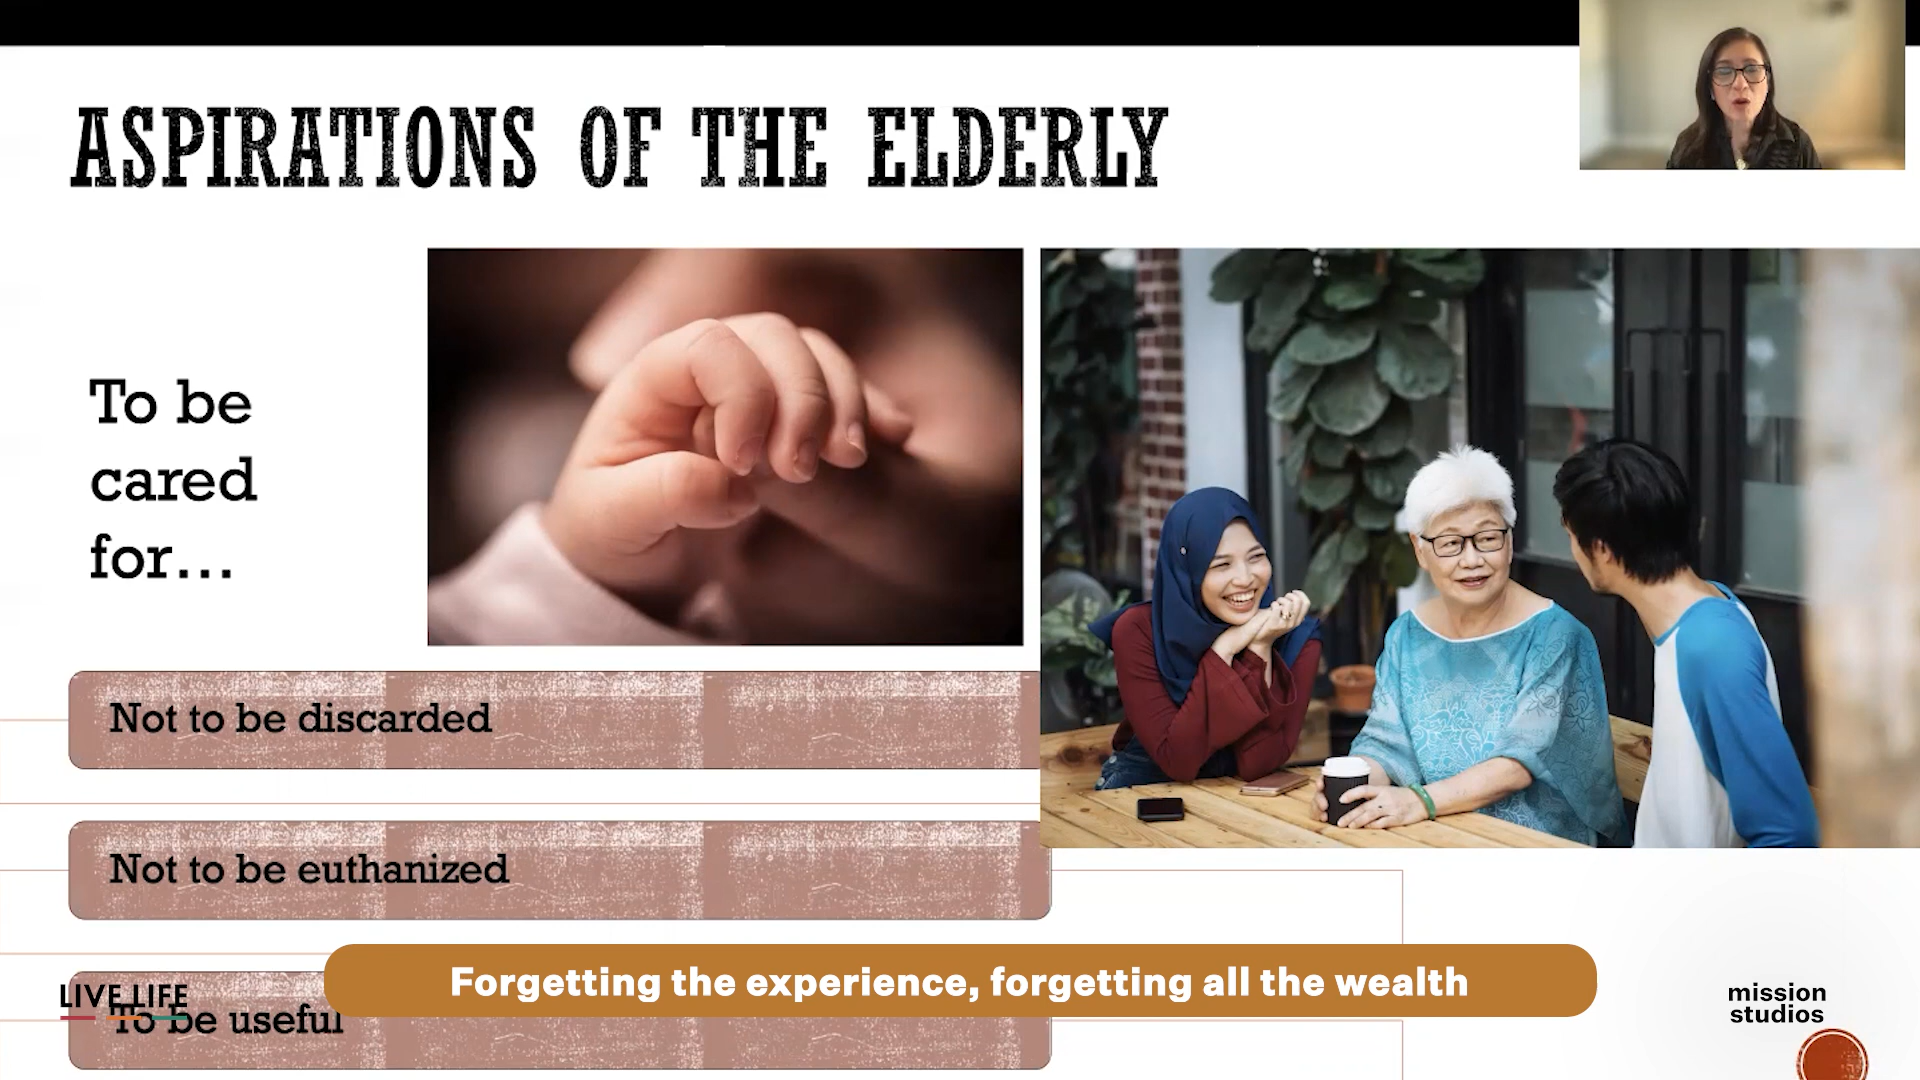 ASPIRATIONS OF THE ELDERLY
To be
cared
for...
Not to be discarded
Not to be euthanized
To be useful
Forgetting the experience, forgetting all the wealth
LIVE LIFE
mission
studios